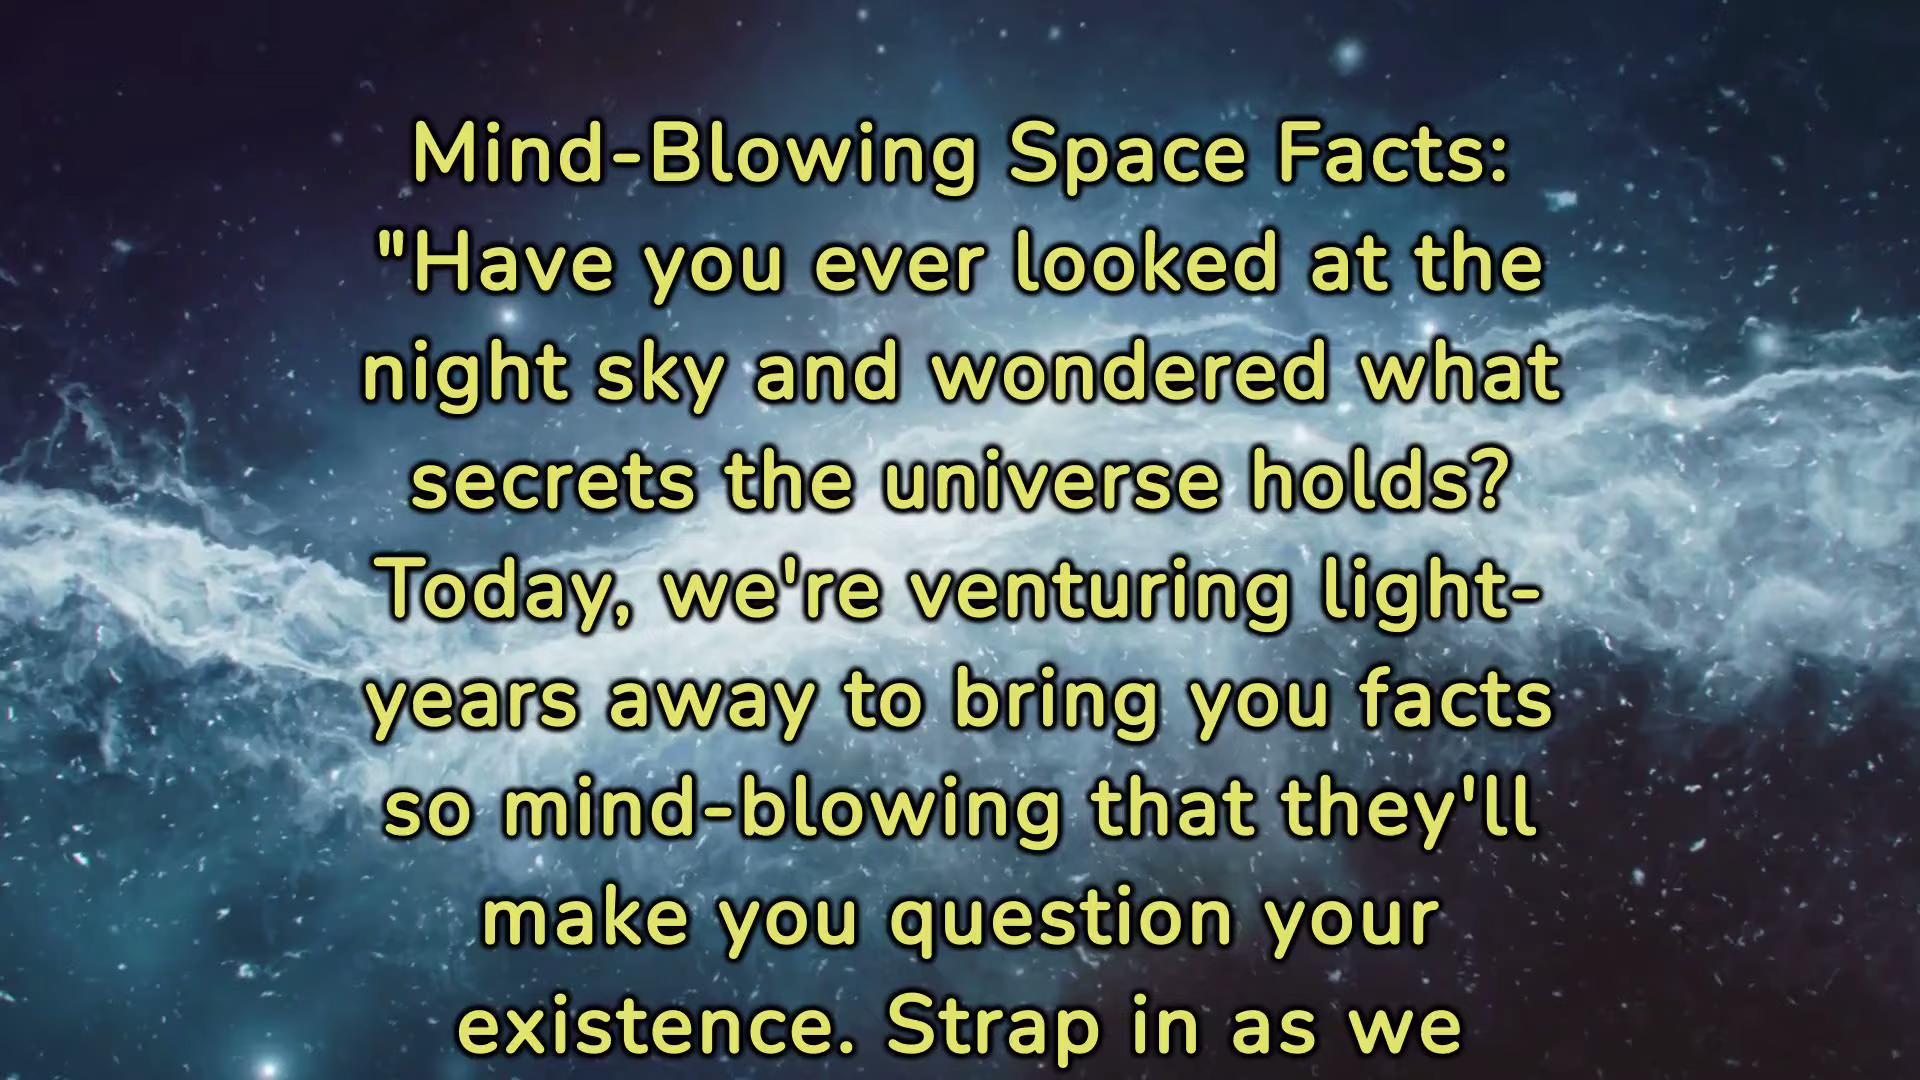 Mind-Blowing Space Facts:
"Have you ever looked at the
night sky and wondered what
secrets the universe holds?
Today, we're venturing light-
years away to bring you facts
so mind-blowing that they'll
make you question your
existence. Strap in as we